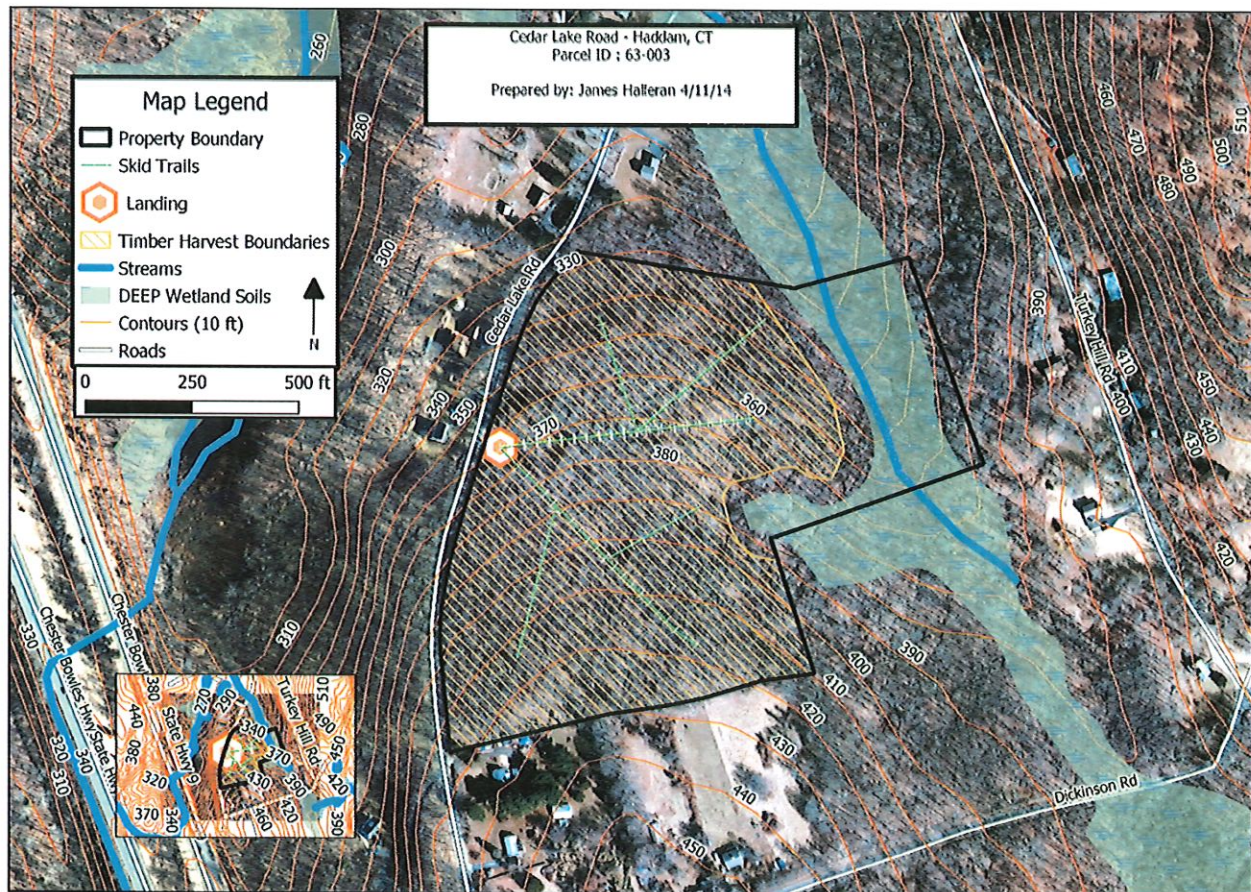 Cedar Lake Road - Haddam, CT
Parcel ID : 63-003
Prepared by: James Halleran 4/11/14
Map Legend
Property Boundary
Skid Trails
Landing
Timber Harvest Boundaries
Streams
DEEP Wetland Soils
Contours (10 ft)
Roads
N
0 250 500 ft
260
280
300
320
340
350
330
Cedar Lake Rd
370
360
380
310
390
400
410
420
430
440
450
Dickinson Rd
Turkey Hill Rd
390
400
410
420
430
440
450
460
470
480
490
500
510
330
Chester Bowles Hwy
State Hwy
320
310
340
Chester Bow
380
440
380
320
370
State Hwy 9
340
270
290
340
370
390
430
460
420
Turkey Hill Rd
510
490
450
420
390